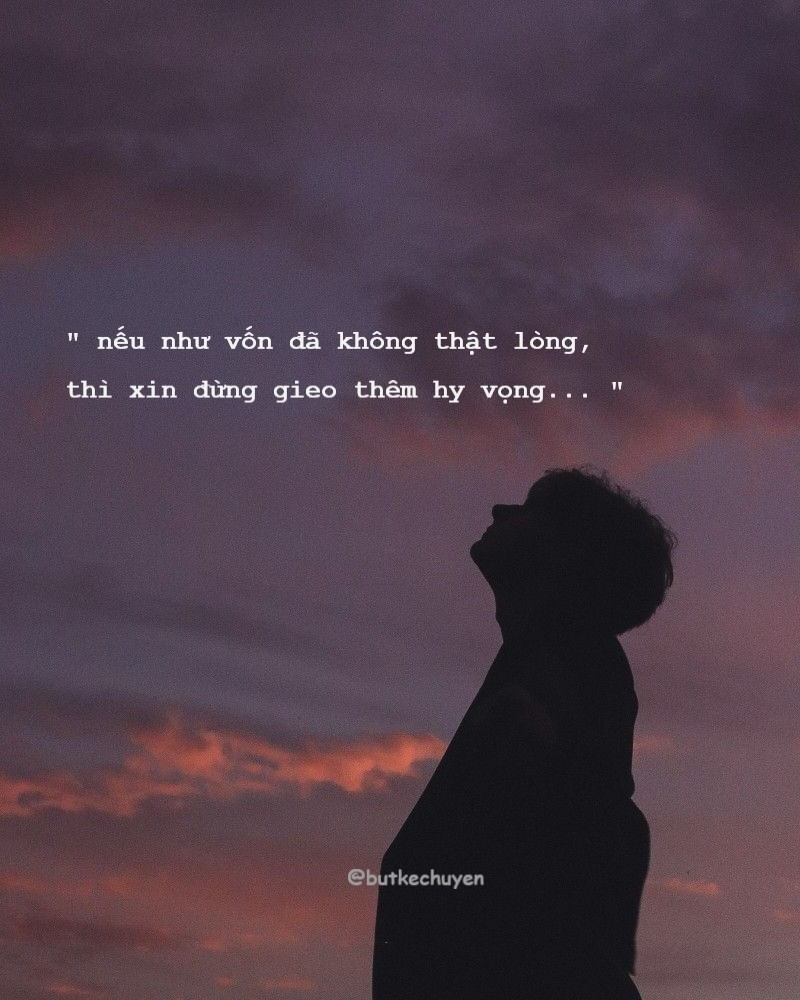 " nếu như vốn đã không thật lòng,
thì xin đừng gieo thêm hy vọng... "
@butkechuyen